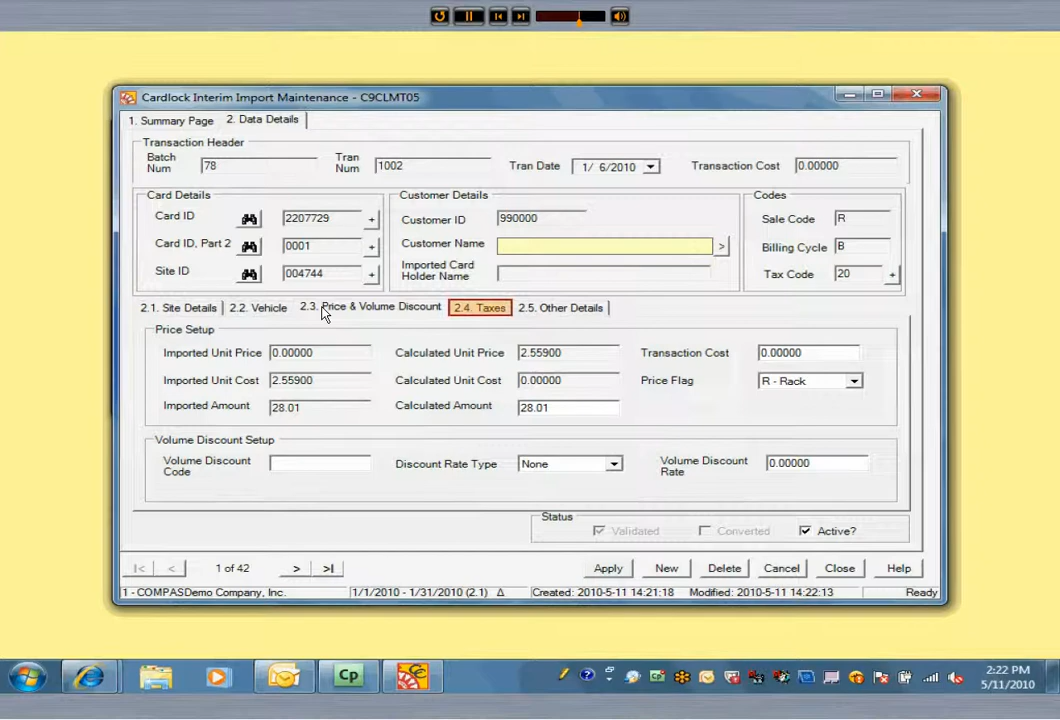 Cardlock Interim Import Maintenance - C9CLMT05
1. Summary Page 2. Data Details
Transaction Header
Batch Num 78 Tran Num 1002 Tran Date 1/ 6/2010 Transaction Cost 0.00000
Card Details Customer Details Codes
Card ID 2207729 + Customer ID 990000 Sale Code R
Card ID, Part 2 0001 + Customer Name > Billing Cycle B
Site ID 004744 + Imported Card Holder Name Tax Code 20 +
2.1. Site Details 2.2. Vehicle 2.3. Price & Volume Discount 2.4. Taxes 2.5. Other Details
Price Setup
Imported Unit Price 0.00000 Calculated Unit Price 2.55900 Transaction Cost 0.00000
Imported Unit Cost 2.55900 Calculated Unit Cost 0.00000 Price Flag R - Rack
Imported Amount 28.01 Calculated Amount 28.01
Volume Discount Setup
Volume Discount Code Discount Rate Type None Volume Discount Rate 0.00000
Status
Validated Converted Active?
|< < 1 of 42 > >| Apply New Delete Cancel Close Help
1 - COMPASDemo Company, Inc. 1/1/2010 - 1/31/2010 (2.1) Δ Created: 2010-5-11 14:21:18 Modified: 2010-5-11 14:22:13 Ready
Cp
2:22 PM
5/11/2010